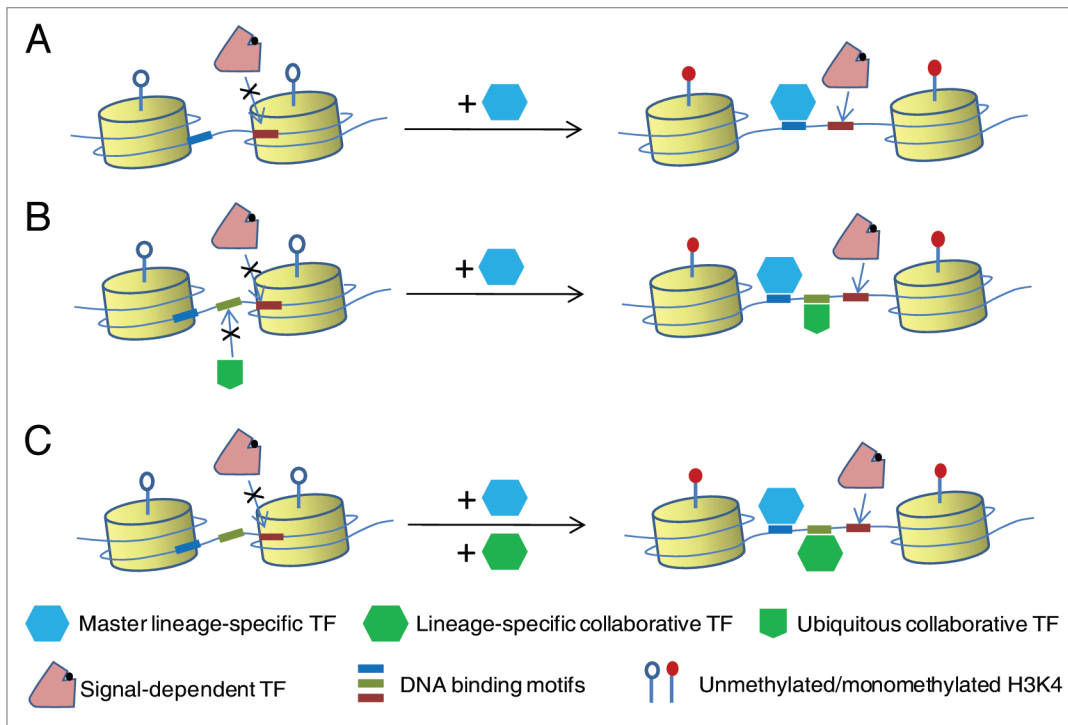 A
+
B
+
C
+
+
Master lineage-specific TF
Lineage-specific collaborative TF
Ubiquitous collaborative TF
Signal-dependent TF
DNA binding motifs
Unmethylated/monomethylated H3K4